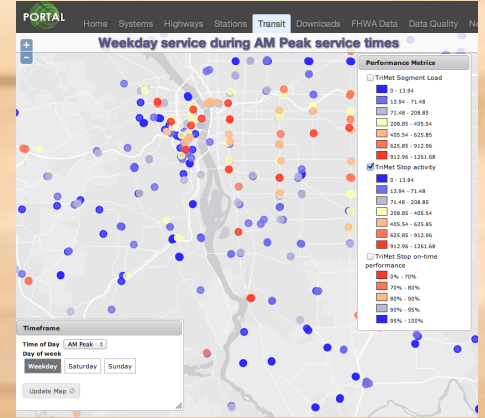 PORTAL
Home Systems Highways Stations Transit Downloads FHWA Data Data Quality
Weekday service during AM Peak service times
+
−
Performance Metrics
TriMet Segment Load
0 - 13.94
13.94 - 71.48
71.48 - 208.85
208.85 - 405.54
405.54 - 625.85
625.85 - 912.96
912.96 - 1261.68
TriMet Stop activity
0 - 13.94
13.94 - 71.48
71.48 - 208.85
208.85 - 405.54
405.54 - 625.85
625.85 - 912.96
912.96 - 1261.68
TriMet Stop on-time
performance
0% - 70%
70% - 80%
80% - 90%
90% - 95%
95% - 100%
Timeframe
Time of Day AM Peak
Day of week
Weekday Saturday Sunday
Update Map